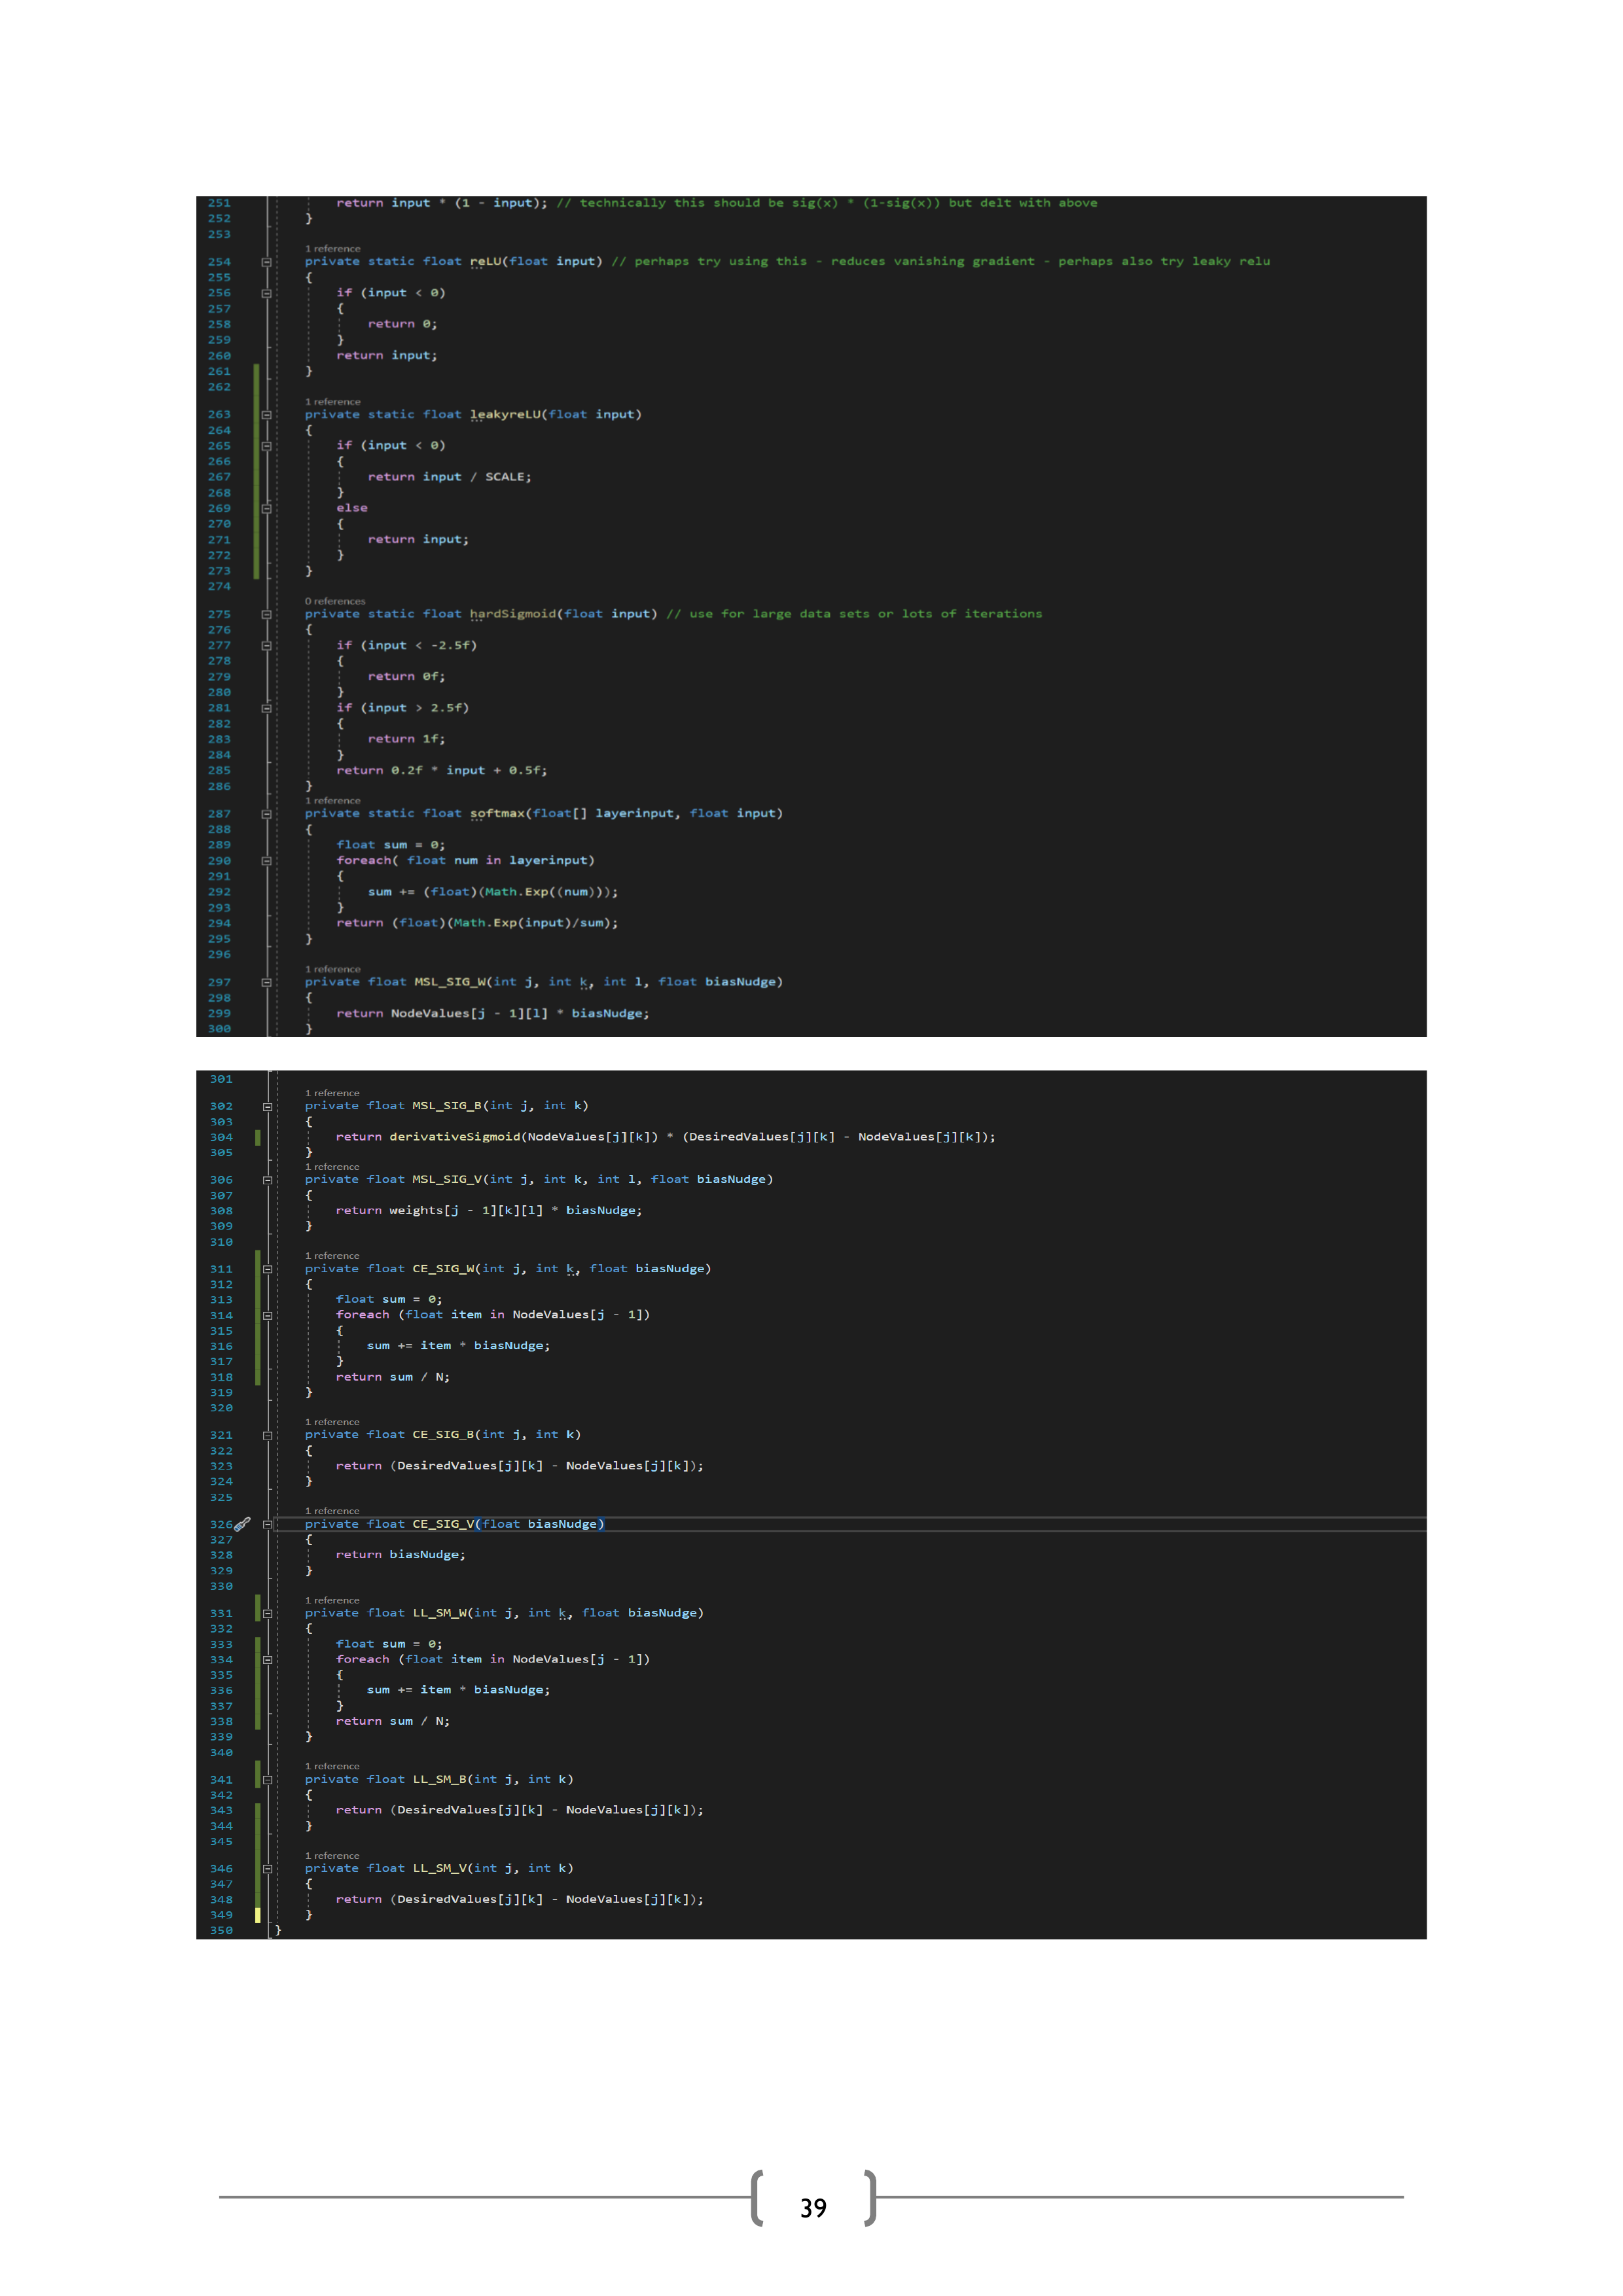 251 return input * (1 - input); // technically this should be sig(x) * (1-sig(x)) but delt with above
252 }
253
1 reference
254 private static float reLU(float input) // perhaps try using this - reduces vanishing gradient - perhaps also try leaky relu
255 {
256 if (input < 0)
257 {
258 return 0;
259 }
260 return input;
261 }
262
1 reference
263 private static float leakyreLU(float input)
264 {
265 if (input < 0)
266 {
267 return input / SCALE;
268 }
269 else
270 {
271 return input;
272 }
273 }
274
0 references
275 private static float hardSigmoid(float input) // use for large data sets or lots of iterations
276 {
277 if (input < -2.5f)
278 {
279 return 0f;
280 }
281 if (input > 2.5f)
282 {
283 return 1f;
284 }
285 return 0.2f * input + 0.5f;
286 }
1 reference
287 private static float softmax(float[] layerinput, float input)
288 {
289 float sum = 0;
290 foreach( float num in layerinput)
291 {
292 sum += (float)(Math.Exp((num)));
293 }
294 return (float)(Math.Exp(input)/sum);
295 }
296
1 reference
297 private float MSL_SIG_W(int j, int k, int l, float biasNudge)
298 {
299 return NodeValues[j - 1][l] * biasNudge;
300 }
301
1 reference
302 private float MSL_SIG_B(int j, int k)
303 {
304 return derivativeSigmoid(NodeValues[j][k]) * (DesiredValues[j][k] - NodeValues[j][k]);
305 }
1 reference
306 private float MSL_SIG_V(int j, int k, int l, float biasNudge)
307 {
308 return weights[j - 1][k][l] * biasNudge;
309 }
310
1 reference
311 private float CE_SIG_W(int j, int k, float biasNudge)
312 {
313 float sum = 0;
314 foreach (float item in NodeValues[j - 1])
315 {
316 sum += item * biasNudge;
317 }
318 return sum / N;
319 }
320
1 reference
321 private float CE_SIG_B(int j, int k)
322 {
323 return (DesiredValues[j][k] - NodeValues[j][k]);
324 }
325
1 reference
326 private float CE_SIG_V(float biasNudge)
327 {
328 return biasNudge;
329 }
330
1 reference
331 private float LL_SM_W(int j, int k, float biasNudge)
332 {
333 float sum = 0;
334 foreach (float item in NodeValues[j - 1])
335 {
336 sum += item * biasNudge;
337 }
338 return sum / N;
339 }
340
1 reference
341 private float LL_SM_B(int j, int k)
342 {
343 return (DesiredValues[j][k] - NodeValues[j][k]);
344 }
345
1 reference
346 private float LL_SM_V(int j, int k)
347 {
348 return (DesiredValues[j][k] - NodeValues[j][k]);
349 }
350 }
39